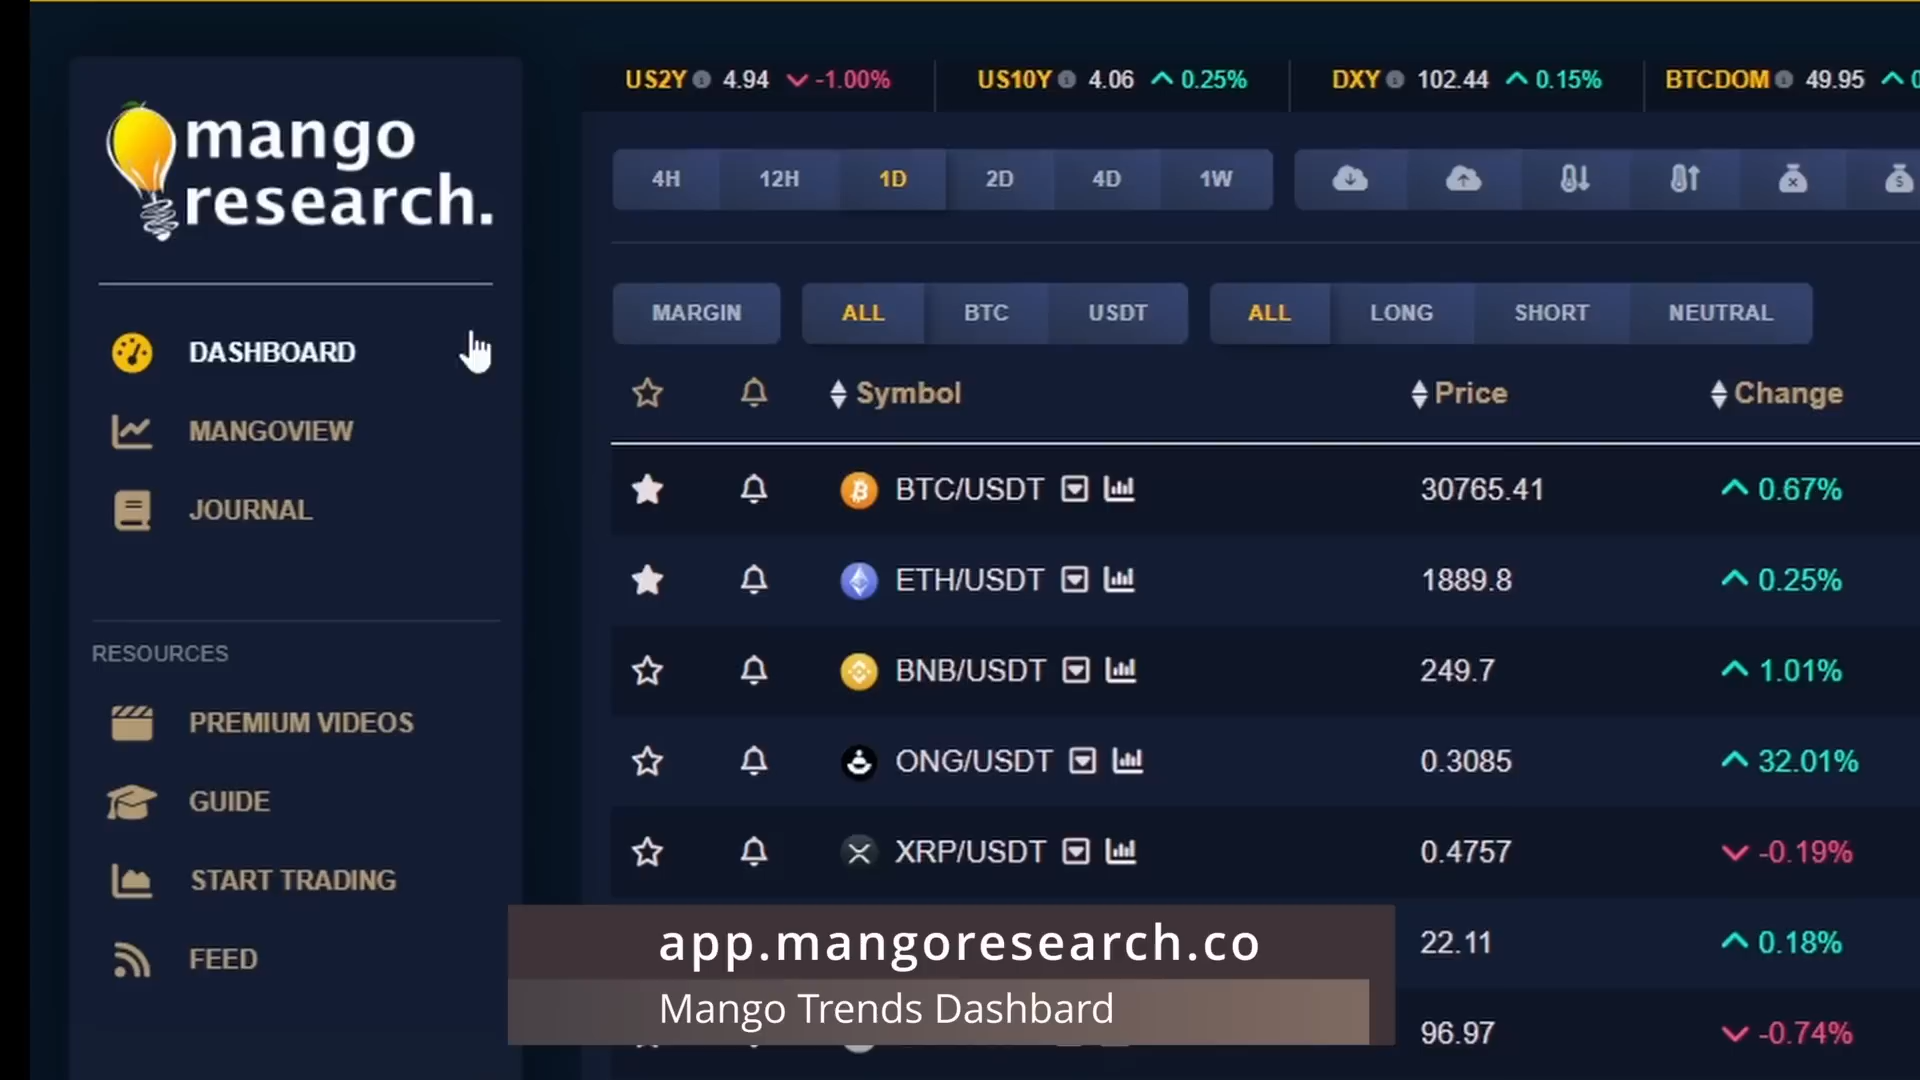 US2Y 4.94 -1.00% US10Y 4.06 0.25% DXY 102.44 0.15% BTCDOM 49.95
mango
research.
4H 12H 1D 2D 4D 1W
MARGIN ALL BTC USDT ALL LONG SHORT NEUTRAL
DASHBOARD
MANGOVIEW
JOURNAL
RESOURCES
PREMIUM VIDEOS
GUIDE
START TRADING
FEED
Symbol Price Change
BTC/USDT 30765.41 0.67%
ETH/USDT 1889.8 0.25%
BNB/USDT 249.7 1.01%
ONG/USDT 0.3085 32.01%
XRP/USDT 0.4757 -0.19%
22.11 0.18%
96.97 -0.74%
app.mangoresearch.co
Mango Trends Dashbard